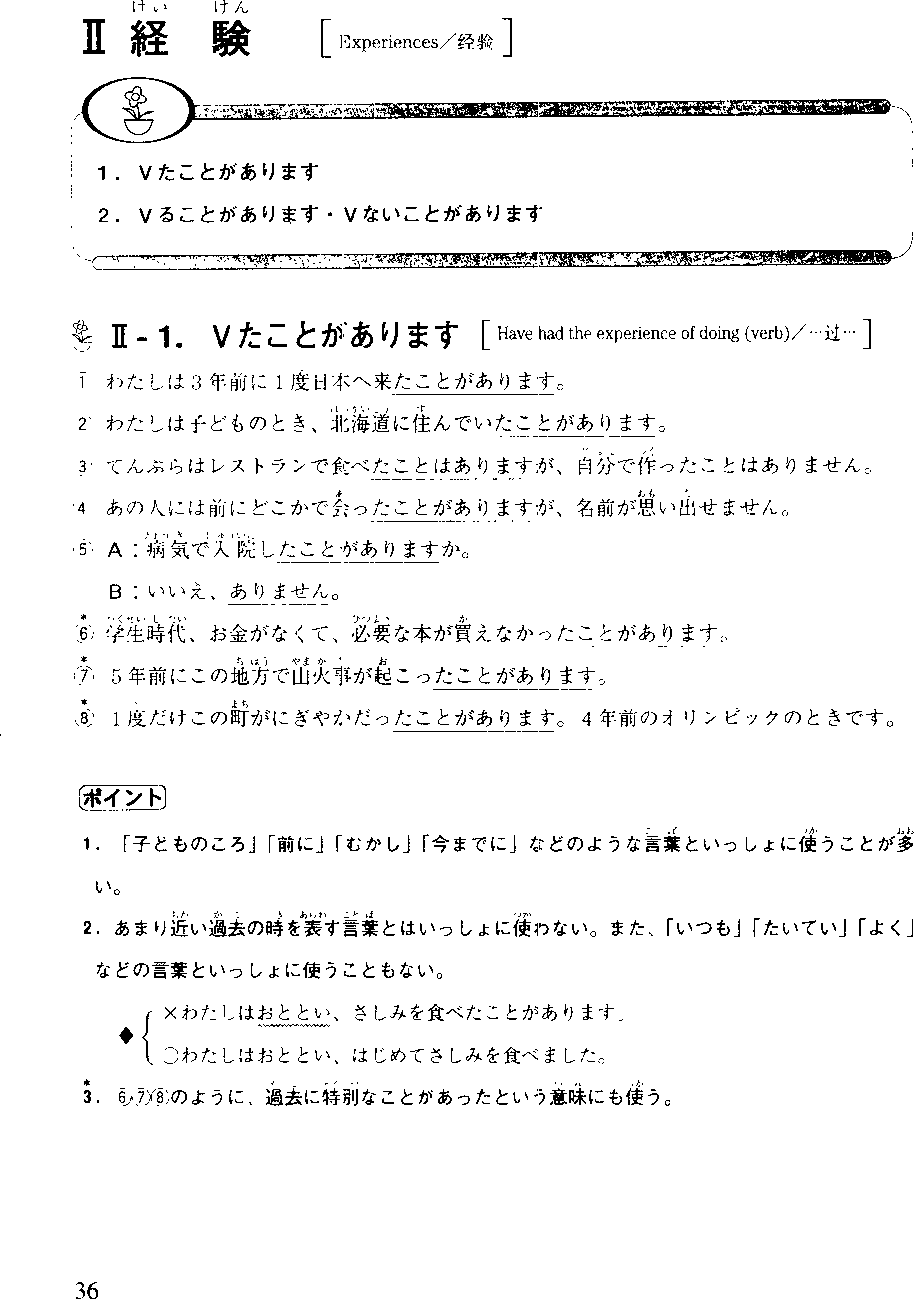 Ⅱ 経験 [Experiences／经验]
1. Vたことがあります
2. Vることがあります・Vないことがあります
Ⅱ-1. Vたことがあります [Have had the experience of doing (verb)／…过…]
1 わたしは3年前に1度日本へ来たことがあります。
2 わたしは子どものとき、北海道に住んでいたことがあります。
3 てんぷらはレストランで食べたことはありますが、自分で作ったことはありません。
4 あの人には前にどこかで会ったことがありますが、名前が思い出せません。
⑤ A：病気で入院したことがありますか。
B：いいえ、ありません。
*⑥ 学生時代、お金がなくて、必要な本が買えなかったことがあります。
*⑦ 5年前にこの地方で山火事が起こったことがあります。
*⑧ 1度だけこの町がにぎやかだったことがあります。4年前のオリンピックのときです。
ポイント
1. 「子どものころ」「前に」「むかし」「今までに」などのような言葉といっしょに使うことが多
い。
2. あまり近い過去の時を表す言葉とはいっしょに使わない。また、「いつも」「たいてい」「よく」
などの言葉といっしょに使うこともない。
◆ ×わたしはおととい、さしみを食べたことがあります。
○わたしはおととい、はじめてさしみを食べました。
*3. ⑥⑦⑧のように、過去に特別なことがあったという意味にも使う。
36